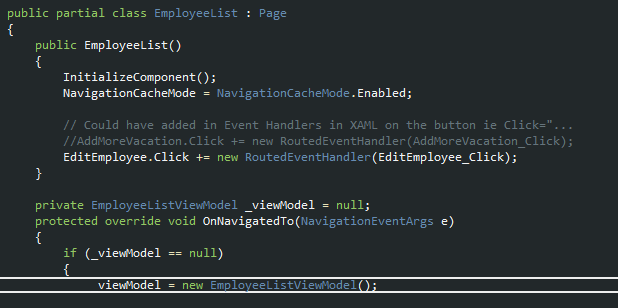 public partial class EmployeeList : Page
{
public EmployeeList()
{
InitializeComponent();
NavigationCacheMode = NavigationCacheMode.Enabled;
// Could have added in Event Handlers in XAML on the button ie Click="...
//AddMoreVacation.Click += new RoutedEventHandler(AddMoreVacation_Click);
EditEmployee.Click += new RoutedEventHandler(EditEmployee_Click);
}
private EmployeeListViewModel _viewModel = null;
protected override void OnNavigatedTo(NavigationEventArgs e)
{
if (_viewModel == null)
{
viewModel = new EmployeeListViewModel();